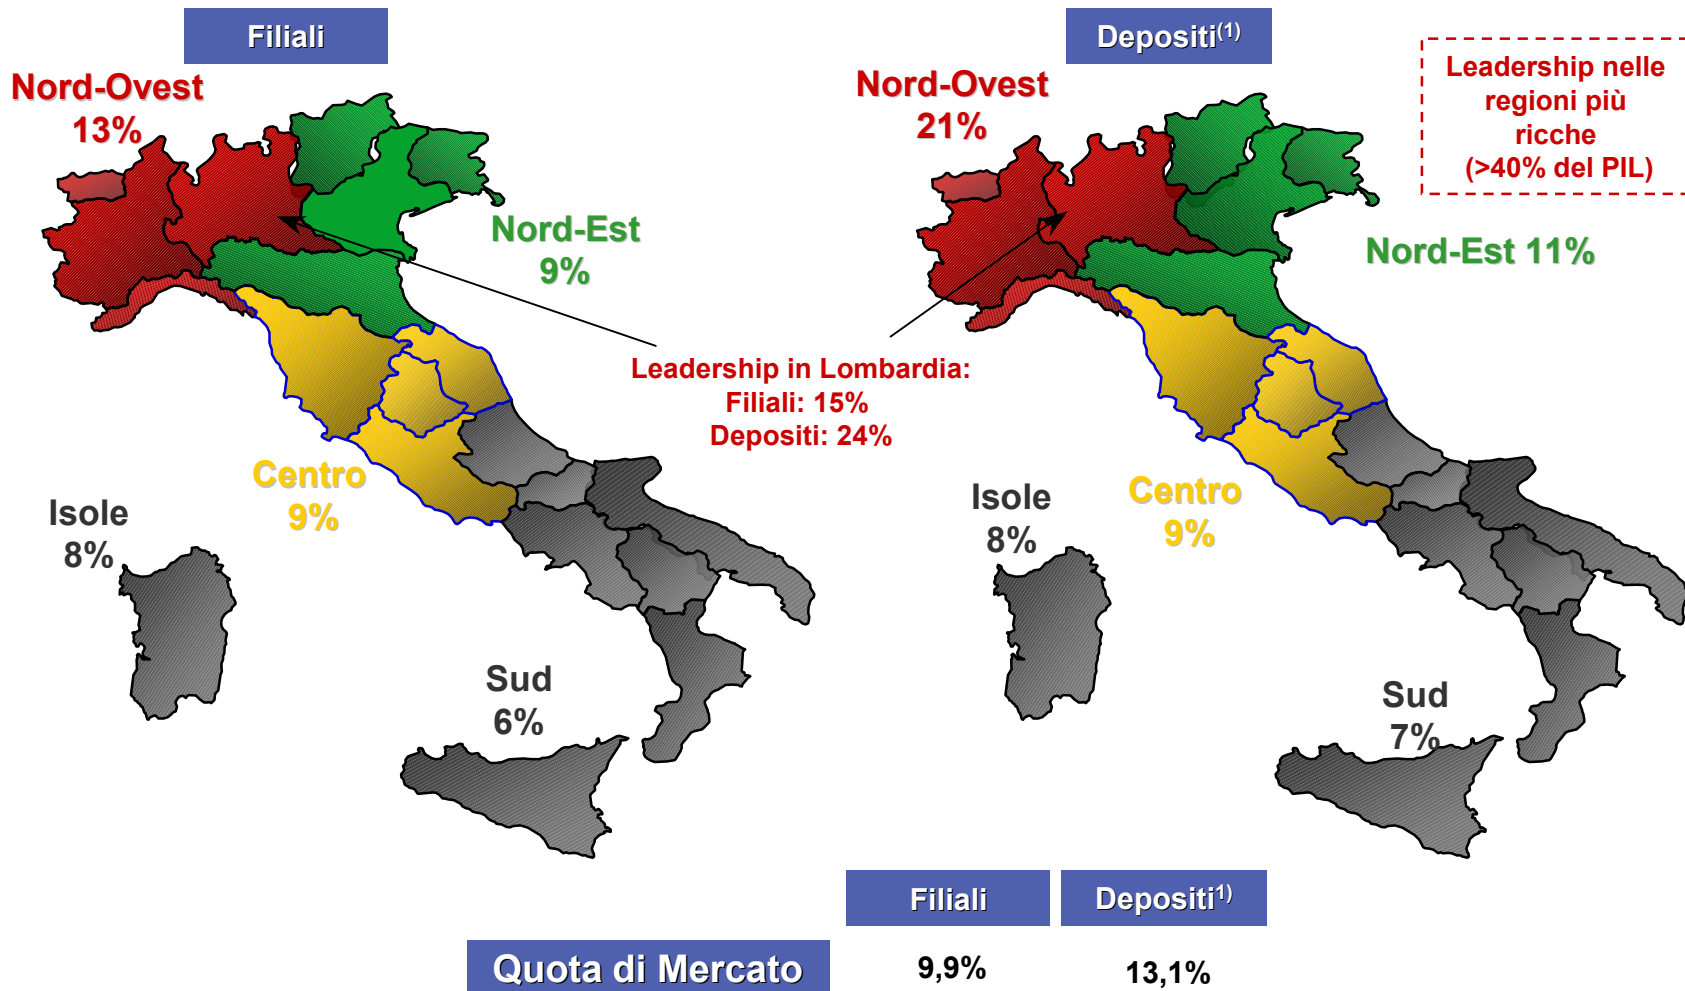 Filiali
Depositi(1)
Nord-Ovest
13%
Nord-Ovest
21%
Leadership nelle
regioni più
ricche
(>40% del PIL)
Nord-Est
9%
Nord-Est 11%
Leadership in Lombardia:
Filiali: 15%
Depositi: 24%
Centro
9%
Centro
9%
Isole
8%
Isole
8%
Sud
6%
Sud
7%
Filiali
Depositi1)
Quota di Mercato
9,9%
13,1%